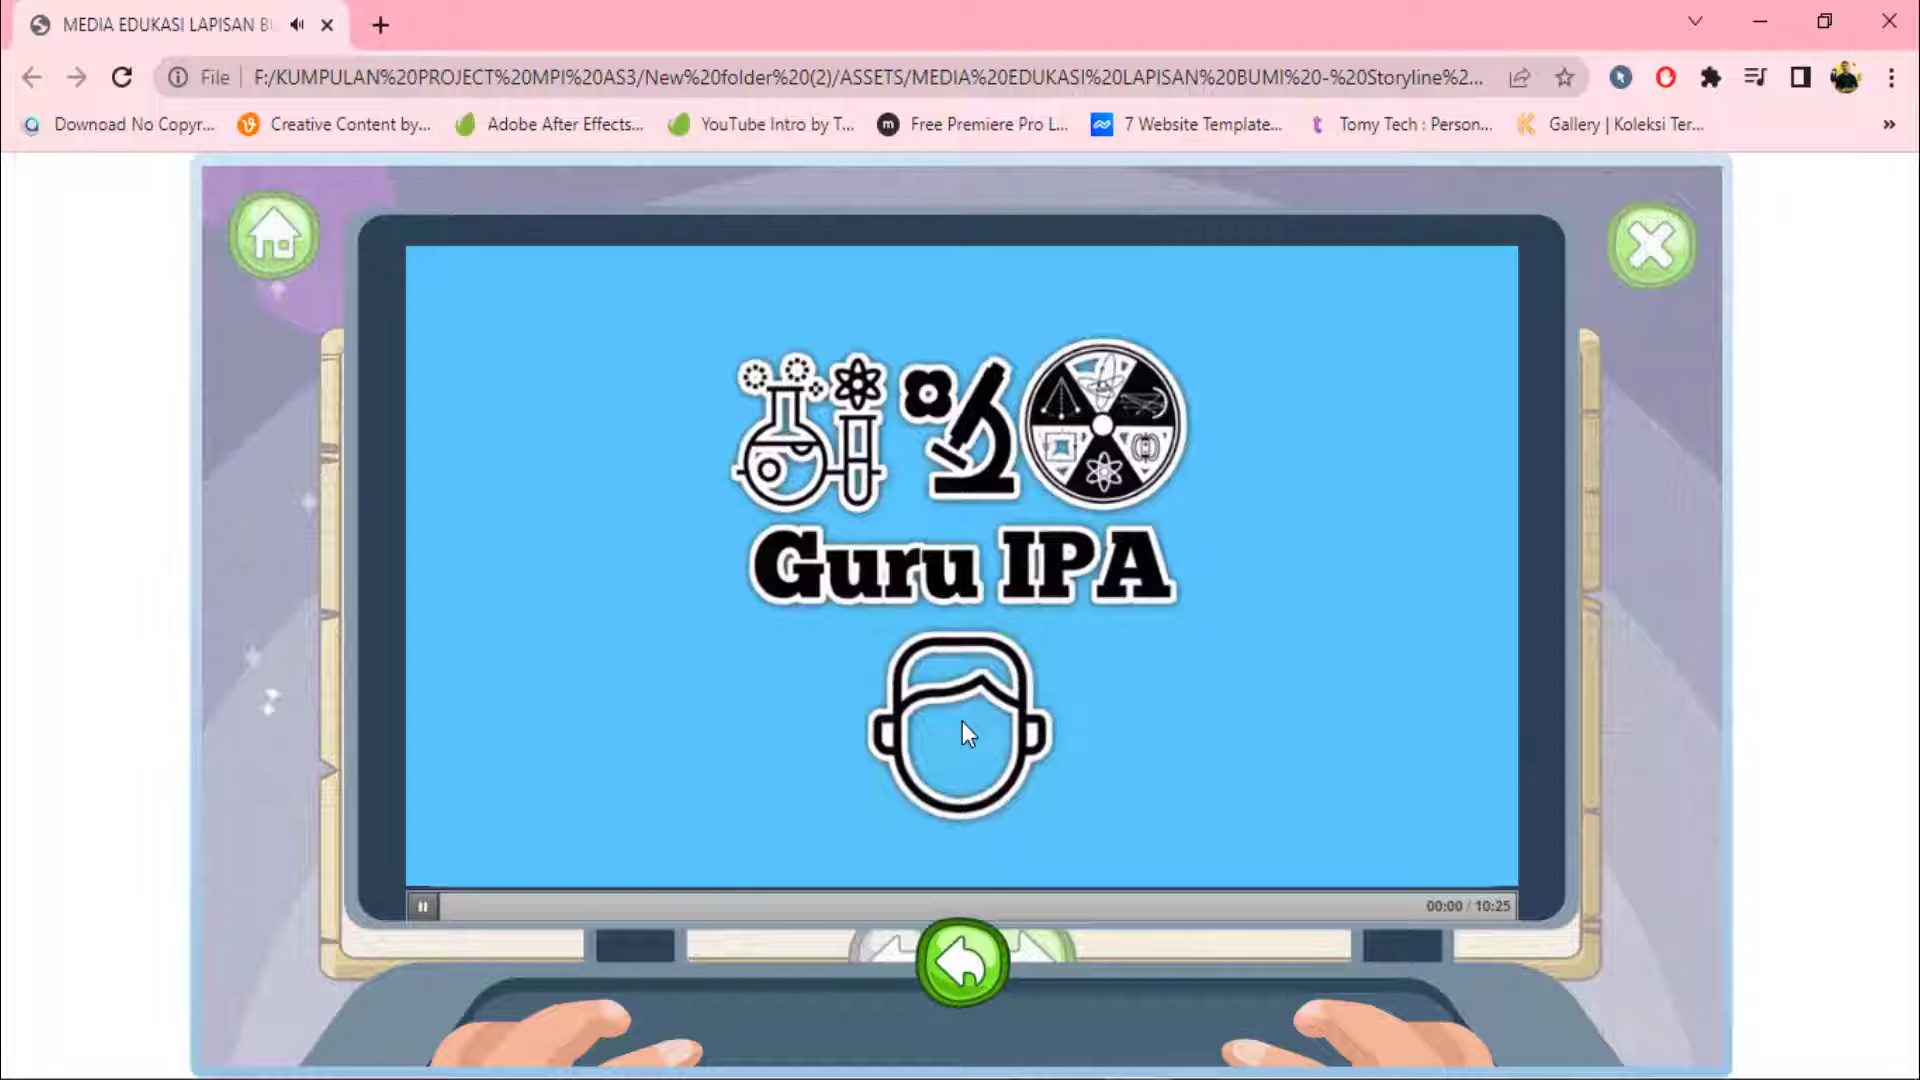 MEDIA EDUKASI LAPISAN BU
File
F:/KUMPULAN%20PROJECT%20MPI%20AS3/New%20folder%20(2)/ASSETS/MEDIA%20EDUKASI%20LAPISAN%20BUMI%20-%20Storyline%2...
Downoad No Copyr...
Creative Content by...
Adobe After Effects...
YouTube Intro by T...
Free Premiere Pro L...
7 Website Template...
Tomy Tech : Person...
Gallery | Koleksi Ter...
Guru IPA
00:00 / 10:25